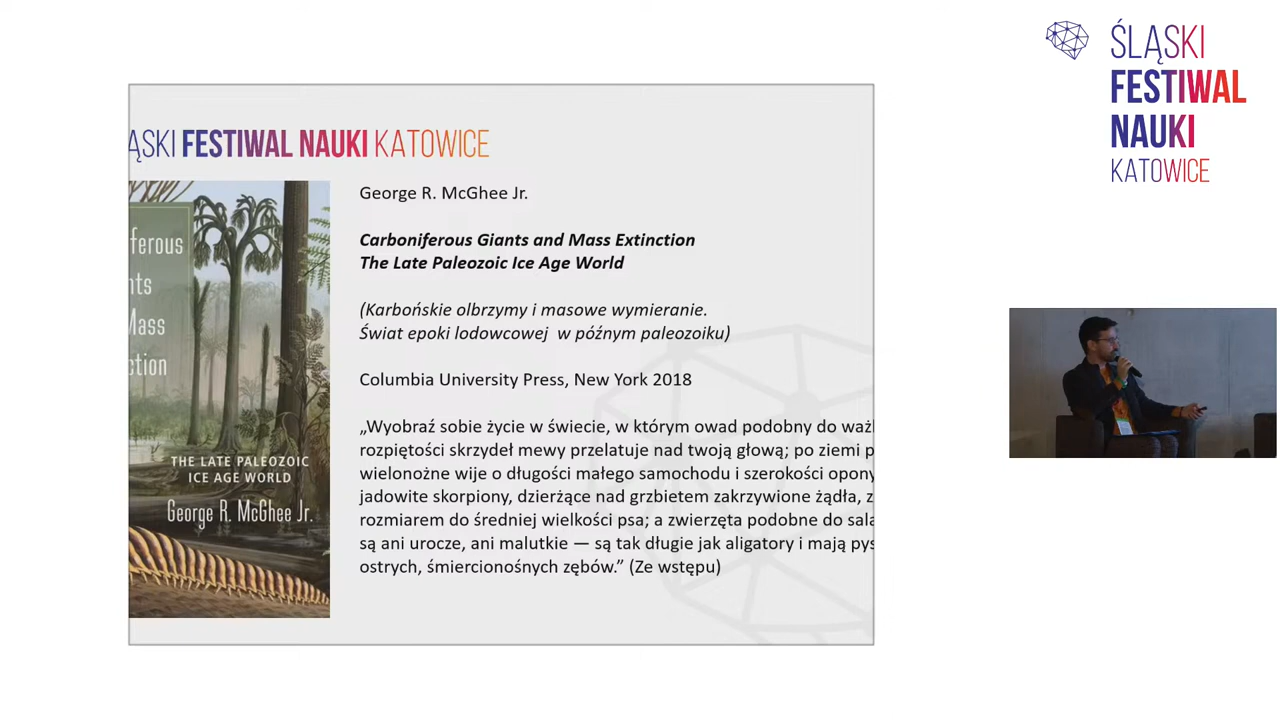 ŚLĄSKI
FESTIWAL
NAUKI
KATOWICE
ĄSKI FESTIWAL NAUKI KATOWICE
iferous
nts
Mass
ction
THE LATE PALEOZOIC
ICE AGE WORLD
George R. McGhee Jr.
George R. McGhee Jr.
Carboniferous Giants and Mass Extinction
The Late Paleozoic Ice Age World
(Karbońskie olbrzymy i masowe wymieranie.
Świat epoki lodowcowej w późnym paleozoiku)
Columbia University Press, New York 2018
„Wyobraź sobie życie w świecie, w którym owad podobny do ważk
rozpiętości skrzydeł mewy przelatuje nad twoją głową; po ziemi p
wielonożne wije o długości małego samochodu i szerokości opony
jadowite skorpiony, dzierżące nad grzbietem zakrzywione żądła, z
rozmiarem do średniej wielkości psa; a zwierzęta podobne do sala
są ani urocze, ani malutkie — są tak długie jak aligatory i mają pys
ostrych, śmiercionośnych zębów.” (Ze wstępu)